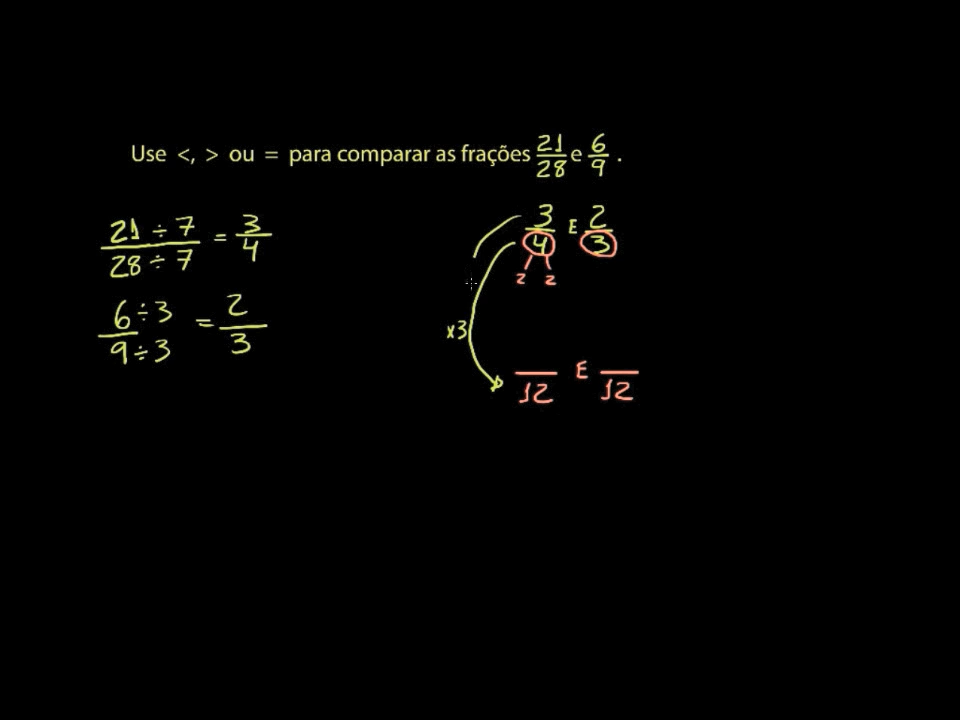 Use <, > ou = para comparar as frações 21/28 e 6/9 .
21 ÷ 7 / 28 ÷ 7 = 3/4
6 ÷ 3 / 9 ÷ 3 = 2/3
3/4 E 2/3
2 2
x3
/12 E /12